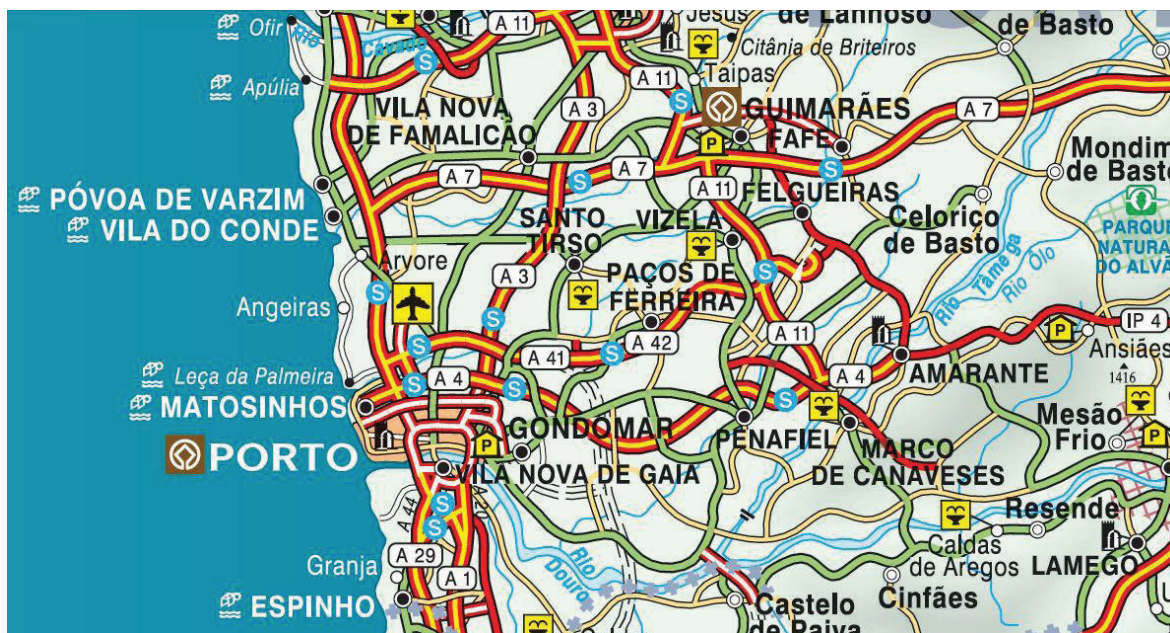 Jesus
de Lanhoso
de Basto
Ofir
Rio
Cavado
A 11
Citânia de Briteiros
Apúlia
A 11
Taipas
A 3
VILA NOVA
DE FAMALICÃO
GUIMARÃES
FAFE
A 7
Mondim
de Basto
A 7
A 7
A 11
FELGUEIRAS
PÓVOA DE VARZIM
VILA DO CONDE
SANTO
TIRSO
VIZELA
Celorico
de Basto
PARQUE
NATURAL
DO ALVÃO
Árvore
A 3
PAÇOS DE
FERREIRA
Rio Tâmega
Rio Ôlo
Angeiras
A 11
IP 4
A 42
A 41
Ansiães
1416
Leça da Palmeira
A 4
A 4
AMARANTE
MATOSINHOS
GONDOMAR
PENAFIEL
MARCO
DE CANAVESES
Mesão
Frio
PORTO
VILA NOVA DE GAIA
A 44
A 20
Resende
Caldas
de Aregos
LAMEGO
Granja
A 29
A 1
Rio
Douro
Cinfães
ESPINHO
Castelo
de Paiva
S
S
S
S
S
S
S
S
S
S
S
S
S
P
P
P
P